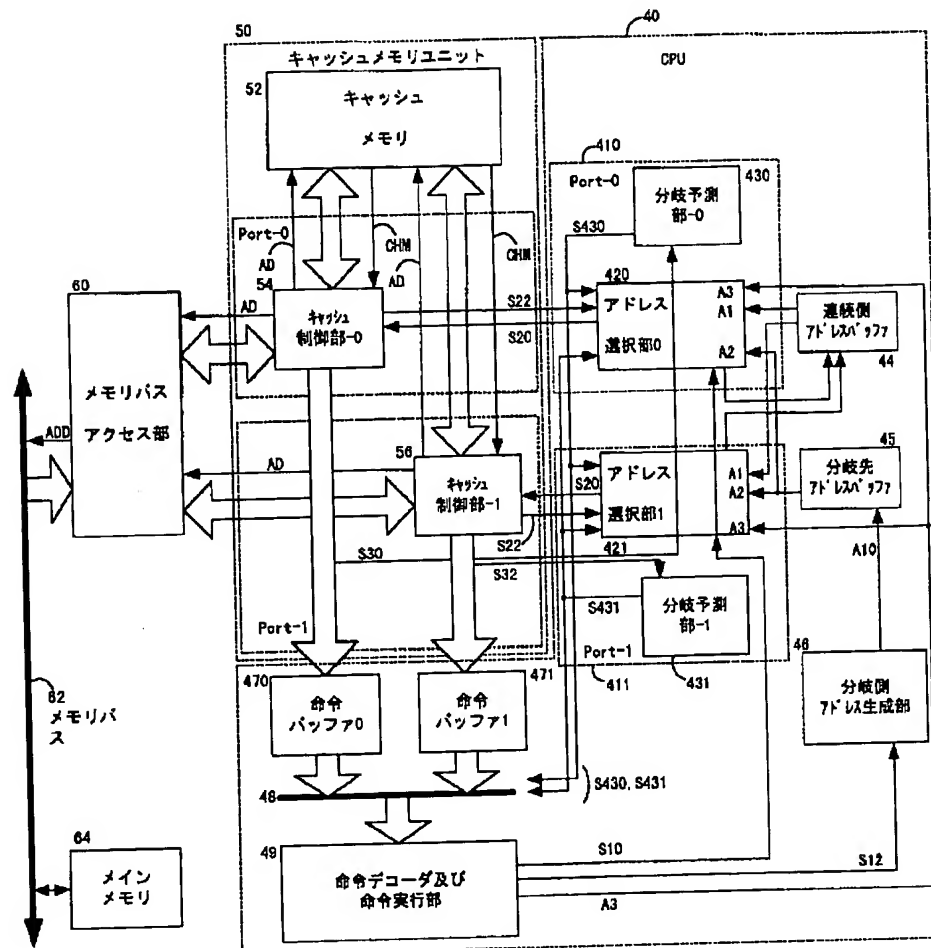 50
40
キャッシュメモリユニット
CPU
52
キャッシュ
メモリ
410
Port-0
430
分岐予測
部-0
Port-0
S430
AD
CHM
AD
CHM
60
54
420
アドレス
A3
A1
連続側
アドレスバッファ
AD
キャッシュ
制御部-0
S22
S20
選択部0
A2
44
メモリバス
アクセス部
ADD
56
45
AD
キャッシュ
制御部-1
S20
アドレス
選択部1
A1
A2
A3
分岐先
アドレスバッファ
S22
421
S30
S32
A10
S431
分岐予測
部-1
Port-1
Port-1
46
470
471
411
431
分岐側
アドレス生成部
62
メモリバス
命令
バッファ0
命令
バッファ1
S430, S431
48
64
49
S10
メイン
メモリ
命令デコーダ及び
命令実行部
S12
A3